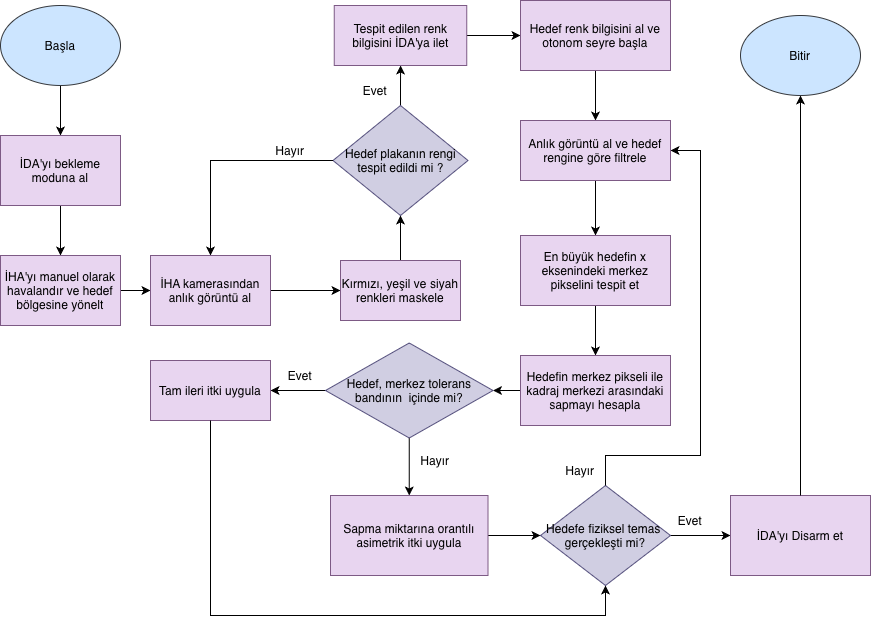 Başla
İDA'yı bekleme
moduna al
İHA'yı manuel olarak
havalandır ve hedef
bölgesine yönelt
İHA kamerasından
anlık görüntü al
Kırmızı, yeşil ve siyah
renkleri maskele
Hedef plakanın rengi
tespit edildi mi ?
Hayır
Evet
Tespit edilen renk
bilgisini İDA'ya ilet
Hedef renk bilgisini al ve
otonom seyre başla
Anlık görüntü al ve hedef
rengine göre filtrele
En büyük hedefin x
eksenindeki merkez
pikselini tespit et
Hedefin merkez pikseli ile
kadraj merkezi arasındaki
sapmayı hesapla
Hedef, merkez tolerans
bandının içinde mi?
Evet
Tam ileri itki uygula
Hayır
Sapma miktarına orantılı
asimetrik itki uygula
Hedefe fiziksel temas
gerçekleşti mi?
Hayır
Evet
İDA'yı Disarm et
Bitir